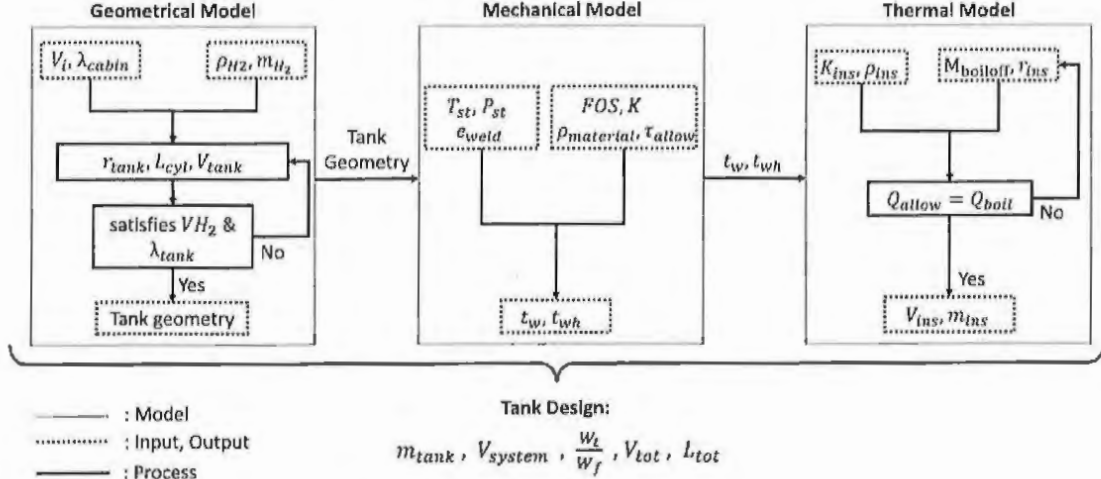 Geometrical Model
V_i, λ_cabin
ρ_H2, m_H₂
r_tank, L_cyl, V_tank
satisfies VH₂ &
λ_tank
No
Yes
Tank geometry
Tank
Geometry
Mechanical Model
T_st, P_st
e_weld
FOS, K
ρ_material, τ_allow
t_w, t_wh
t_w, t_wh
Thermal Model
K_ins, ρ_ins
M_boiloff, r_ins
Q_allow = Q_boil
No
Yes
V_ins, m_ins
: Model
: Input, Output
: Process
Tank Design:
m_tank , V_system , W_t/W_f , V_tot , L_tot